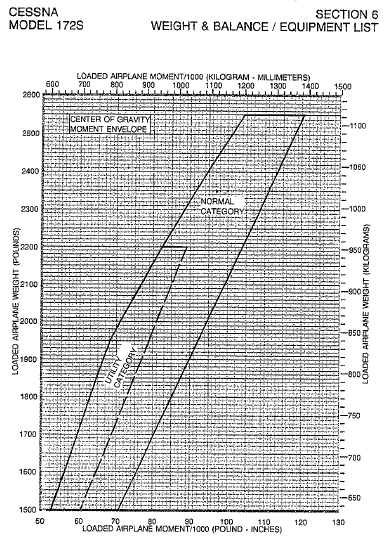 CESSNA
MODEL 172S
SECTION 6
WEIGHT & BALANCE / EQUIPMENT LIST
LOADED AIRPLANE MOMENT/1000 (KILOGRAM - MILLIMETERS)
600 700 800 900 1000 1100 1200 1300 1400 1500
CENTER OF GRAVITY
MOMENT ENVELOPE
NORMAL
CATEGORY
UTILITY
CATEGORY
LOADED AIRPLANE WEIGHT (POUNDS)
2600
2500
2400
2300
2200
2100
2000
1900
1800
1700
1600
1500
1100
1050
1000
950
900
850
800
750
700
650
LOADED AIRPLANE WEIGHT (KILOGRAMS)
50 60 70 80 90 100 110 120 130
LOADED AIRPLANE MOMENT/1000 (POUND - INCHES)